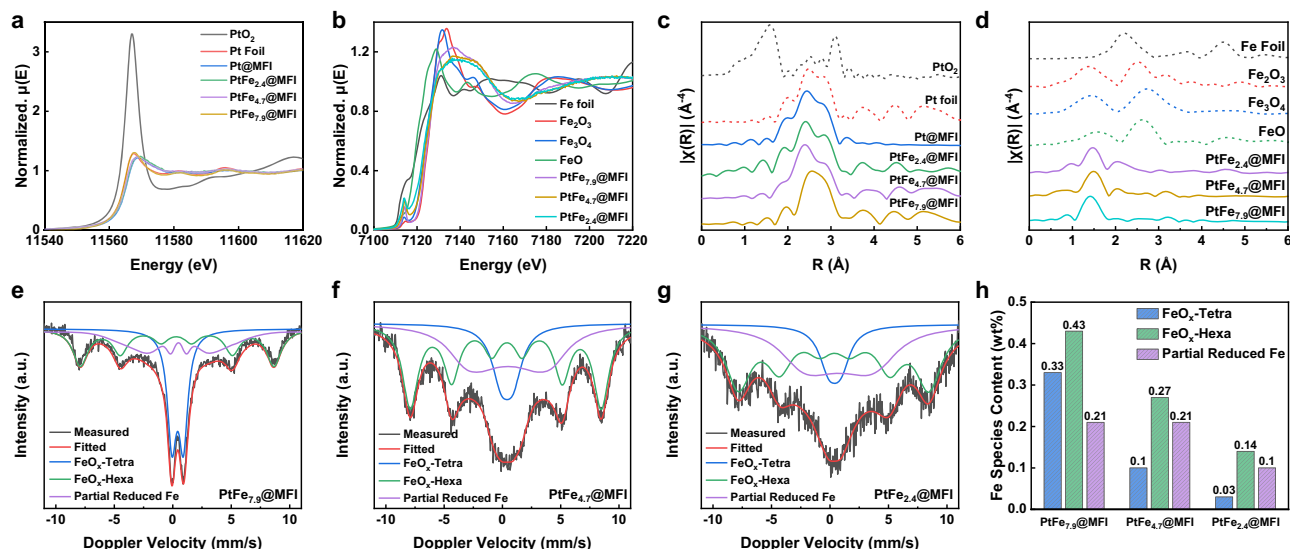 a
Normalized. μ(E)
3
2
1
0
11540 11560 11580 11600 11620
Energy (eV)
PtO2
Pt Foil
Pt@MFI
PtFe2.4@MFI
PtFe4.7@MFI
PtFe7.9@MFI
b
Normalized. μ(E)
1.2
0.8
0.4
0.0
7100 7120 7140 7160 7180 7200 7220
Energy (eV)
Fe foil
Fe2O3
Fe3O4
FeO
PtFe7.9@MFI
PtFe4.7@MFI
PtFe2.4@MFI
c
|χ(R)| (Å-4)
PtO2
Pt foil
Pt@MFI
PtFe2.4@MFI
PtFe4.7@MFI
PtFe7.9@MFI
0 1 2 3 4 5 6
R (Å)
d
|χ(R)| (Å-4)
Fe Foil
Fe2O3
Fe3O4
FeO
PtFe2.4@MFI
PtFe4.7@MFI
PtFe7.9@MFI
0 1 2 3 4 5 6
R (Å)
e
Intensity (a.u.)
Measured
Fitted
FeOx-Tetra
FeOx-Hexa
Partial Reduced Fe
PtFe7.9@MFI
-10 -5 0 5 10
Doppler Velocity (mm/s)
f
Intensity (a.u.)
Measured
Fitted
FeOx-Tetra
FeOx-Hexa
Partial Reduced Fe
PtFe4.7@MFI
-10 -5 0 5 10
Doppler Velocity (mm/s)
g
Intensity (a.u.)
Measured
Fitted
FeOx-Tetra
FeOx-Hexa
Partial Reduced Fe
PtFe2.4@MFI
-10 -5 0 5 10
Doppler Velocity (mm/s)
h
Fe Species Content (wt%)
0.5
0.4
0.3
0.2
0.1
0.0
FeOx-Tetra
FeOx-Hexa
Partial Reduced Fe
0.33 0.43 0.21
0.1 0.27 0.21
0.03 0.14 0.1
PtFe7.9@MFI PtFe4.7@MFI PtFe2.4@MFI